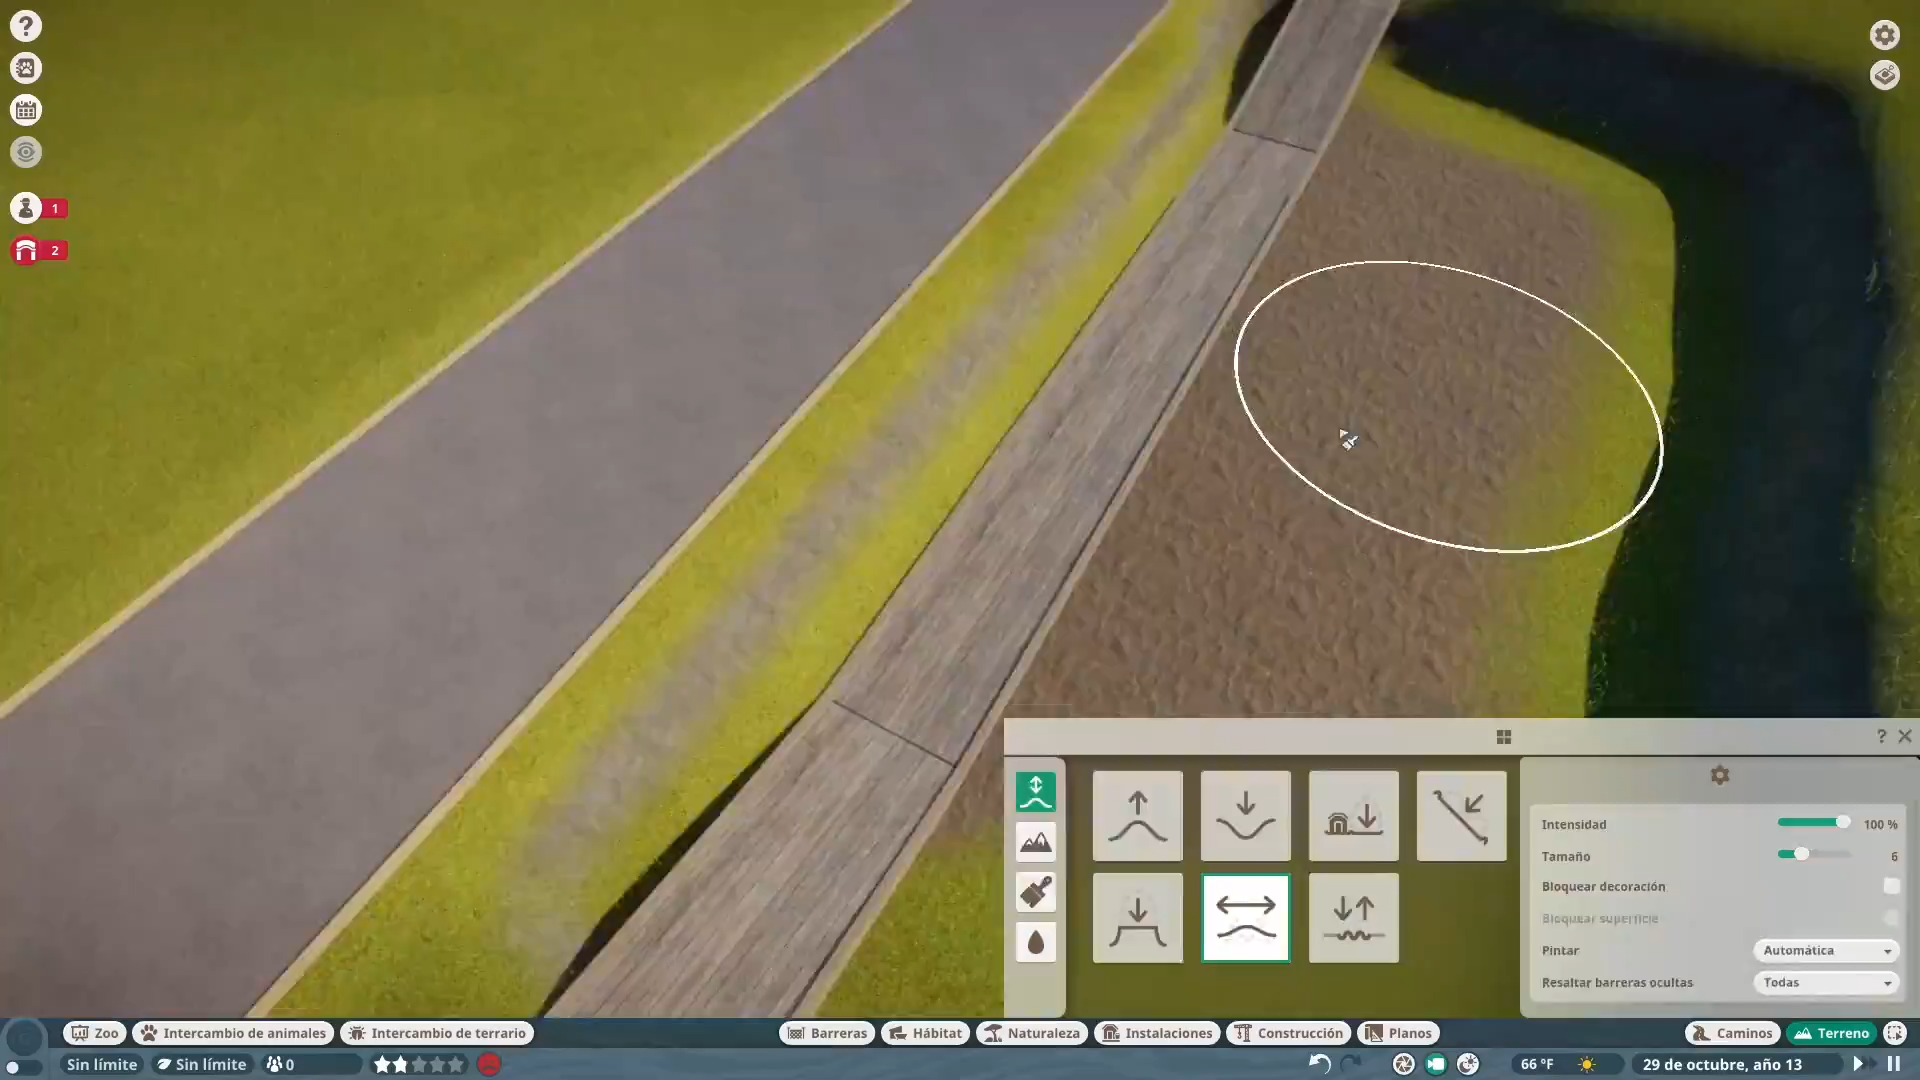 ?
1
2
? ✕
Intensidad 100 %
Tamaño 6
Bloquear decoración
Bloquear superficie
Pintar Automática
Resaltar barreras ocultas Todas
Zoo Intercambio de animales Intercambio de terrario Barreras Hábitat Naturaleza Instalaciones Construcción Planos Caminos Terreno
Sin límite Sin límite 0 66 °F 29 de octubre, año 13